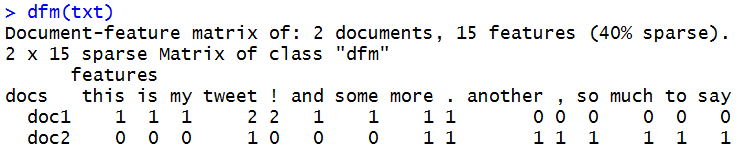 > dfm(txt)
Document-feature matrix of: 2 documents, 15 features (40% sparse).
2 x 15 sparse Matrix of class "dfm"
features
docs this is my tweet ! and some more . another , so much to say
doc1 1 1 1 2 2 1 1 1 1 0 0 0 0 0 0
doc2 0 0 0 1 0 0 0 1 1 1 1 1 1 1 1